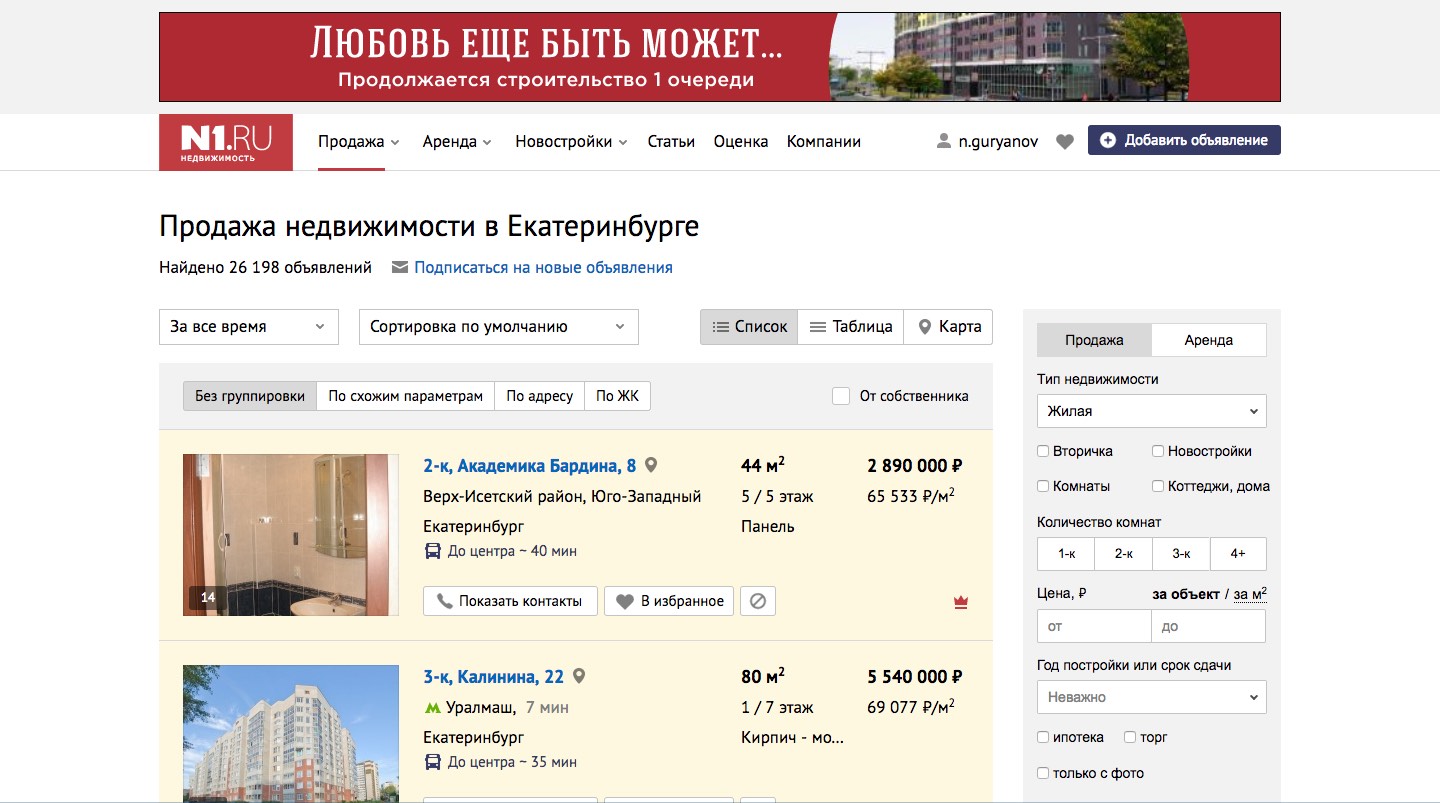 ЛЮБОВЬ ЕЩЕ БЫТЬ МОЖЕТ...
Продолжается строительство 1 очереди
N1.RU
НЕДВИЖИМОСТЬ
Продажа
Аренда
Новостройки
Статьи
Оценка
Компании
n.guryanov
Добавить объявление
Продажа недвижимости в Екатеринбурге
Найдено 26 198 объявлений
Подписаться на новые объявления
За все время
Сортировка по умолчанию
Список
Таблица
Карта
Без группировки
По схожим параметрам
По адресу
По ЖК
От собственника
2-к, Академика Бардина, 8
44 м²
2 890 000 ₽
Верх-Исетский район, Юго-Западный
5 / 5 этаж
65 533 ₽/м²
Екатеринбург
Панель
До центра ~ 40 мин
14
Показать контакты
В избранное
3-к, Калинина, 22
80 м²
5 540 000 ₽
Уралмаш, 7 мин
1 / 7 этаж
69 077 ₽/м²
Екатеринбург
Кирпич - мо...
До центра ~ 35 мин
Продажа
Аренда
Тип недвижимости
Жилая
Вторичка
Новостройки
Комнаты
Коттеджи, дома
Количество комнат
1-к
2-к
3-к
4+
Цена, ₽
за объект / за м²
от
до
Год постройки или срок сдачи
Неважно
ипотека
торг
только с фото